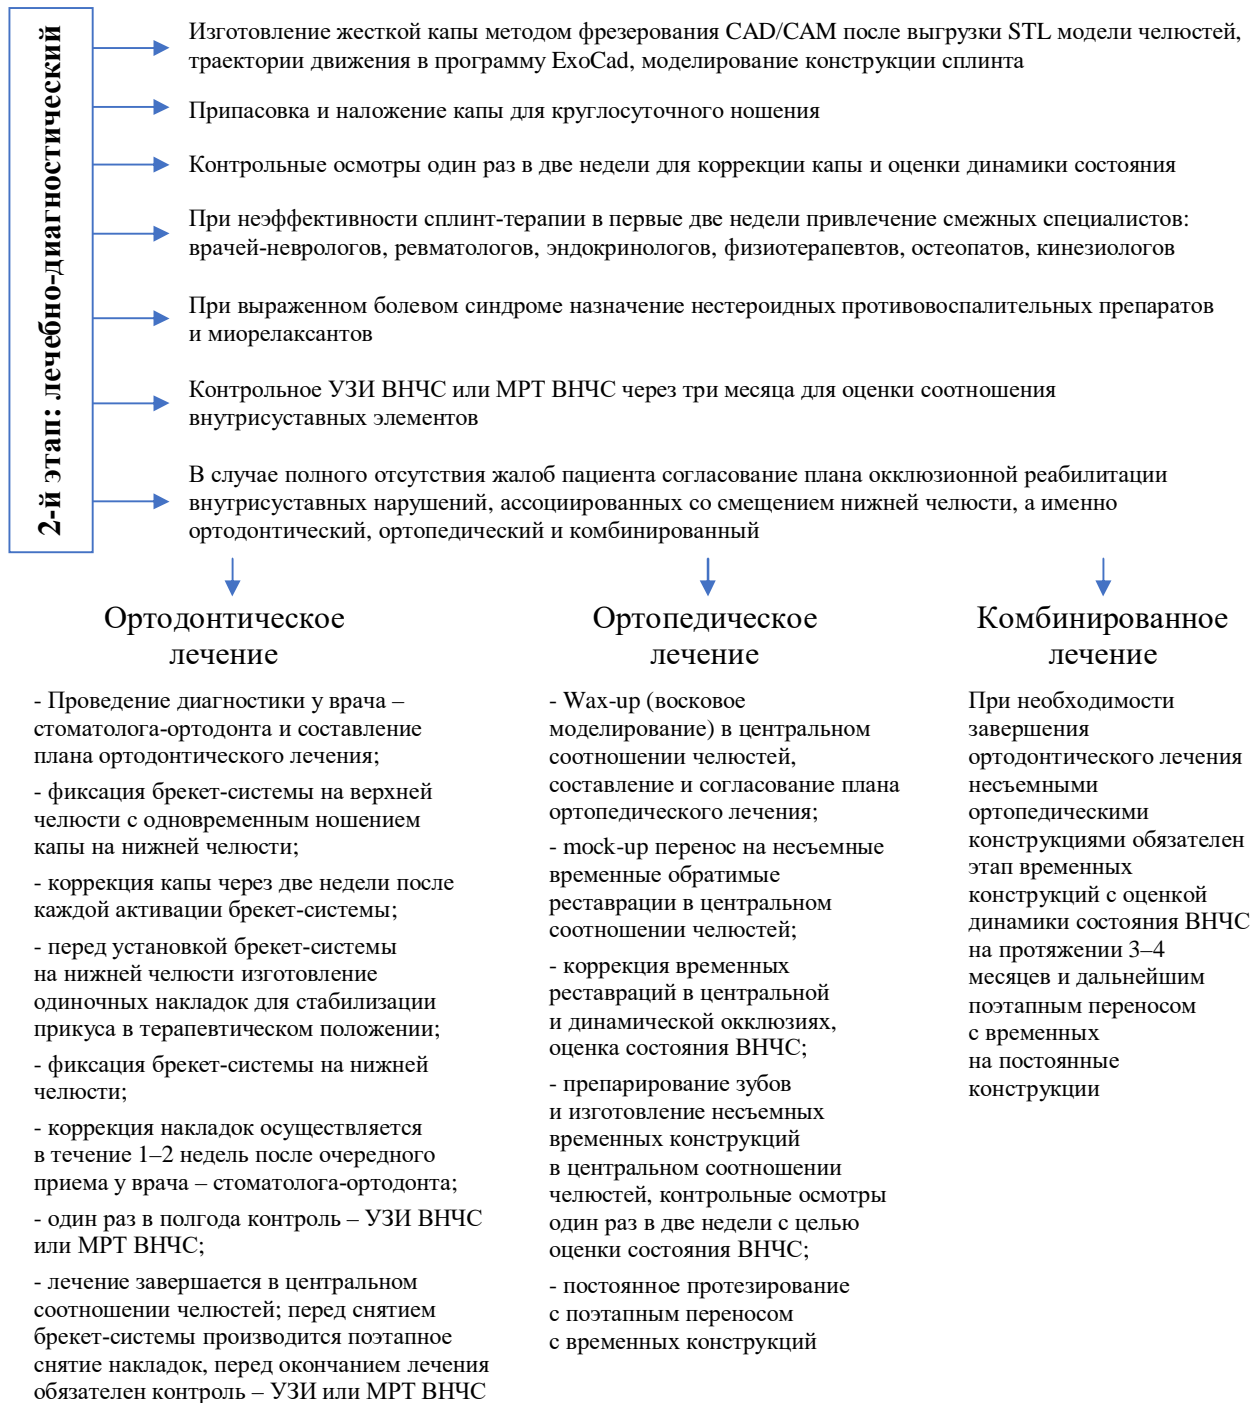 2-й этап: лечебно-диагностический
Изготовление жесткой капы методом фрезерования CAD/CAM после выгрузки STL модели челюстей,
траектории движения в программу ExoCad, моделирование конструкции сплинта
Припасовка и наложение капы для круглосуточного ношения
Контрольные осмотры один раз в две недели для коррекции капы и оценки динамики состояния
При неэффективности сплинт-терапии в первые две недели привлечение смежных специалистов:
врачей-неврологов, ревматологов, эндокринологов, физиотерапевтов, остеопатов, кинезиологов
При выраженном болевом синдроме назначение нестероидных противовоспалительных препаратов
и миорелаксантов
Контрольное УЗИ ВНЧС или МРТ ВНЧС через три месяца для оценки соотношения
внутрисуставных элементов
В случае полного отсутствия жалоб пациента согласование плана окклюзионной реабилитации
внутрисуставных нарушений, ассоциированных со смещением нижней челюсти, а именно
ортодонтический, ортопедический и комбинированный
Ортодонтическое
лечение
- Проведение диагностики у врача –
стоматолога-ортодонта и составление
плана ортодонтического лечения;
- фиксация брекет-системы на верхней
челюсти с одновременным ношением
капы на нижней челюсти;
- коррекция капы через две недели после
каждой активации брекет-системы;
- перед установкой брекет-системы
на нижней челюсти изготовление
одиночных накладок для стабилизации
прикуса в терапевтическом положении;
- фиксация брекет-системы на нижней
челюсти;
- коррекция накладок осуществляется
в течение 1–2 недель после очередного
приема у врача – стоматолога-ортодонта;
- один раз в полгода контроль – УЗИ ВНЧС
или МРТ ВНЧС;
- лечение завершается в центральном
соотношении челюстей; перед снятием
брекет-системы производится поэтапное
снятие накладок, перед окончанием лечения
обязателен контроль – УЗИ или МРТ ВНЧС
Ортопедическое
лечение
- Wax-up (восковое
моделирование) в центральном
соотношении челюстей,
составление и согласование плана
ортопедического лечения;
- mock-up перенос на несъемные
временные обратимые
реставрации в центральном
соотношении челюстей;
- коррекция временных
реставраций в центральной
и динамической окклюзиях,
оценка состояния ВНЧС;
- препарирование зубов
и изготовление несъемных
временных конструкций
в центральном соотношении
челюстей, контрольные осмотры
один раз в две недели с целью
оценки состояния ВНЧС;
- постоянное протезирование
с поэтапным переносом
с временных конструкций
Комбинированное
лечение
При необходимости
завершения
ортодонтического лечения
несъемными
ортопедическими
конструкциями обязателен
этап временных
конструкций с оценкой
динамики состояния ВНЧС
на протяжении 3–4
месяцев и дальнейшим
поэтапным переносом
с временных
на постоянные
конструкции